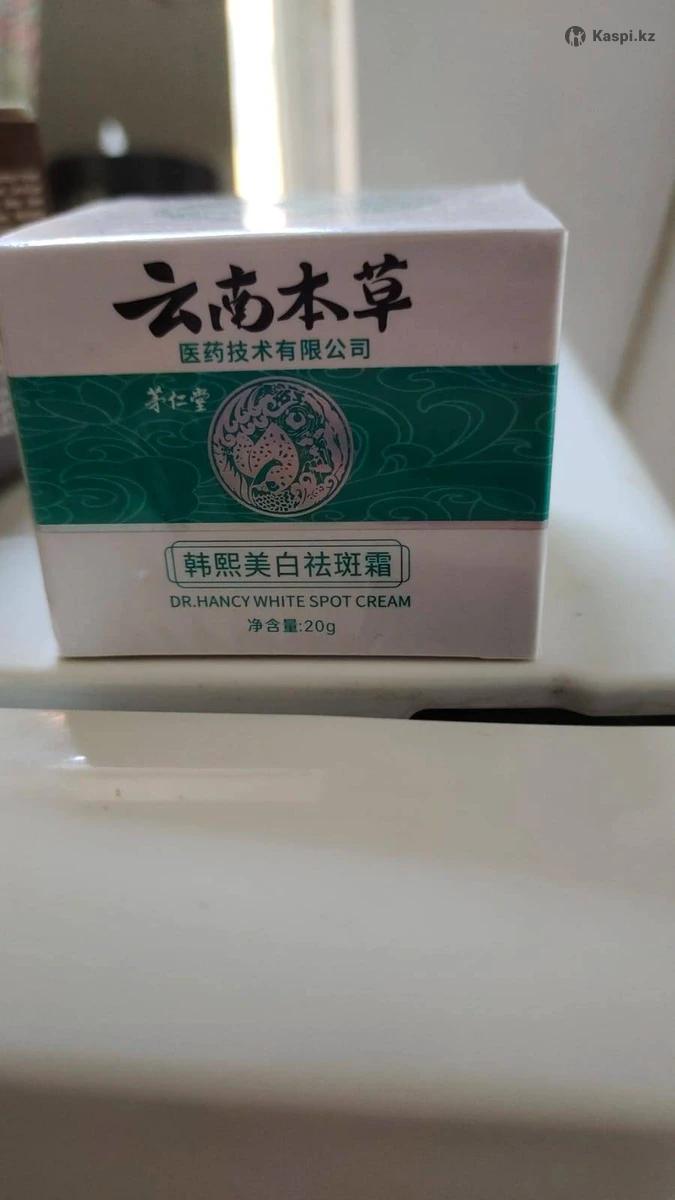 Kaspi.kz
云南本草
医药技术有限公司
茅仁堂
韩熙美白祛斑霜
DR.HANCY WHITE SPOT CREAM
净含量:20g